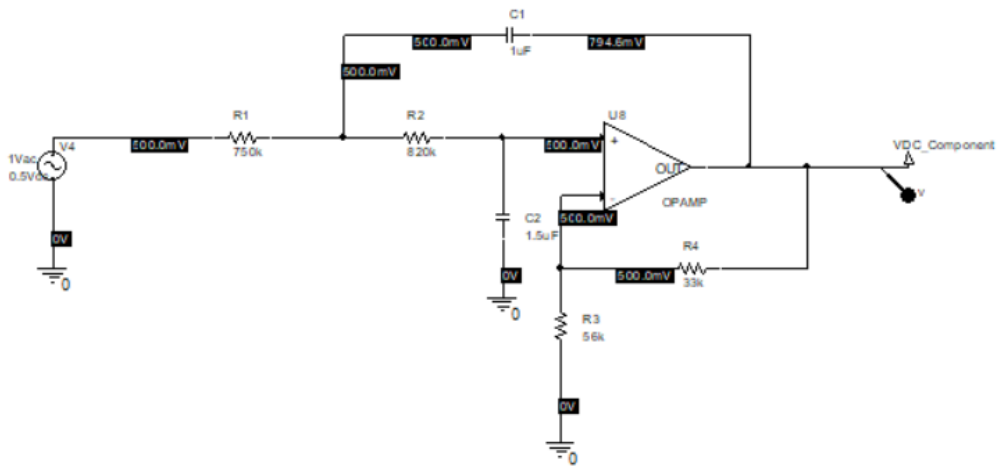 C1
500.0mV
1uF
794.6mV
500.0mV
R1
R2
U8
V4
VDC_Component
1Vac
500.0mV
750k
820k
500.0mV
+
0.5Vdc
OUT
V
-
OPAMP
C2
500.0mV
1.5uF
R4
0V
500.0mV
33k
0V
0
0
R3
56k
0V
0